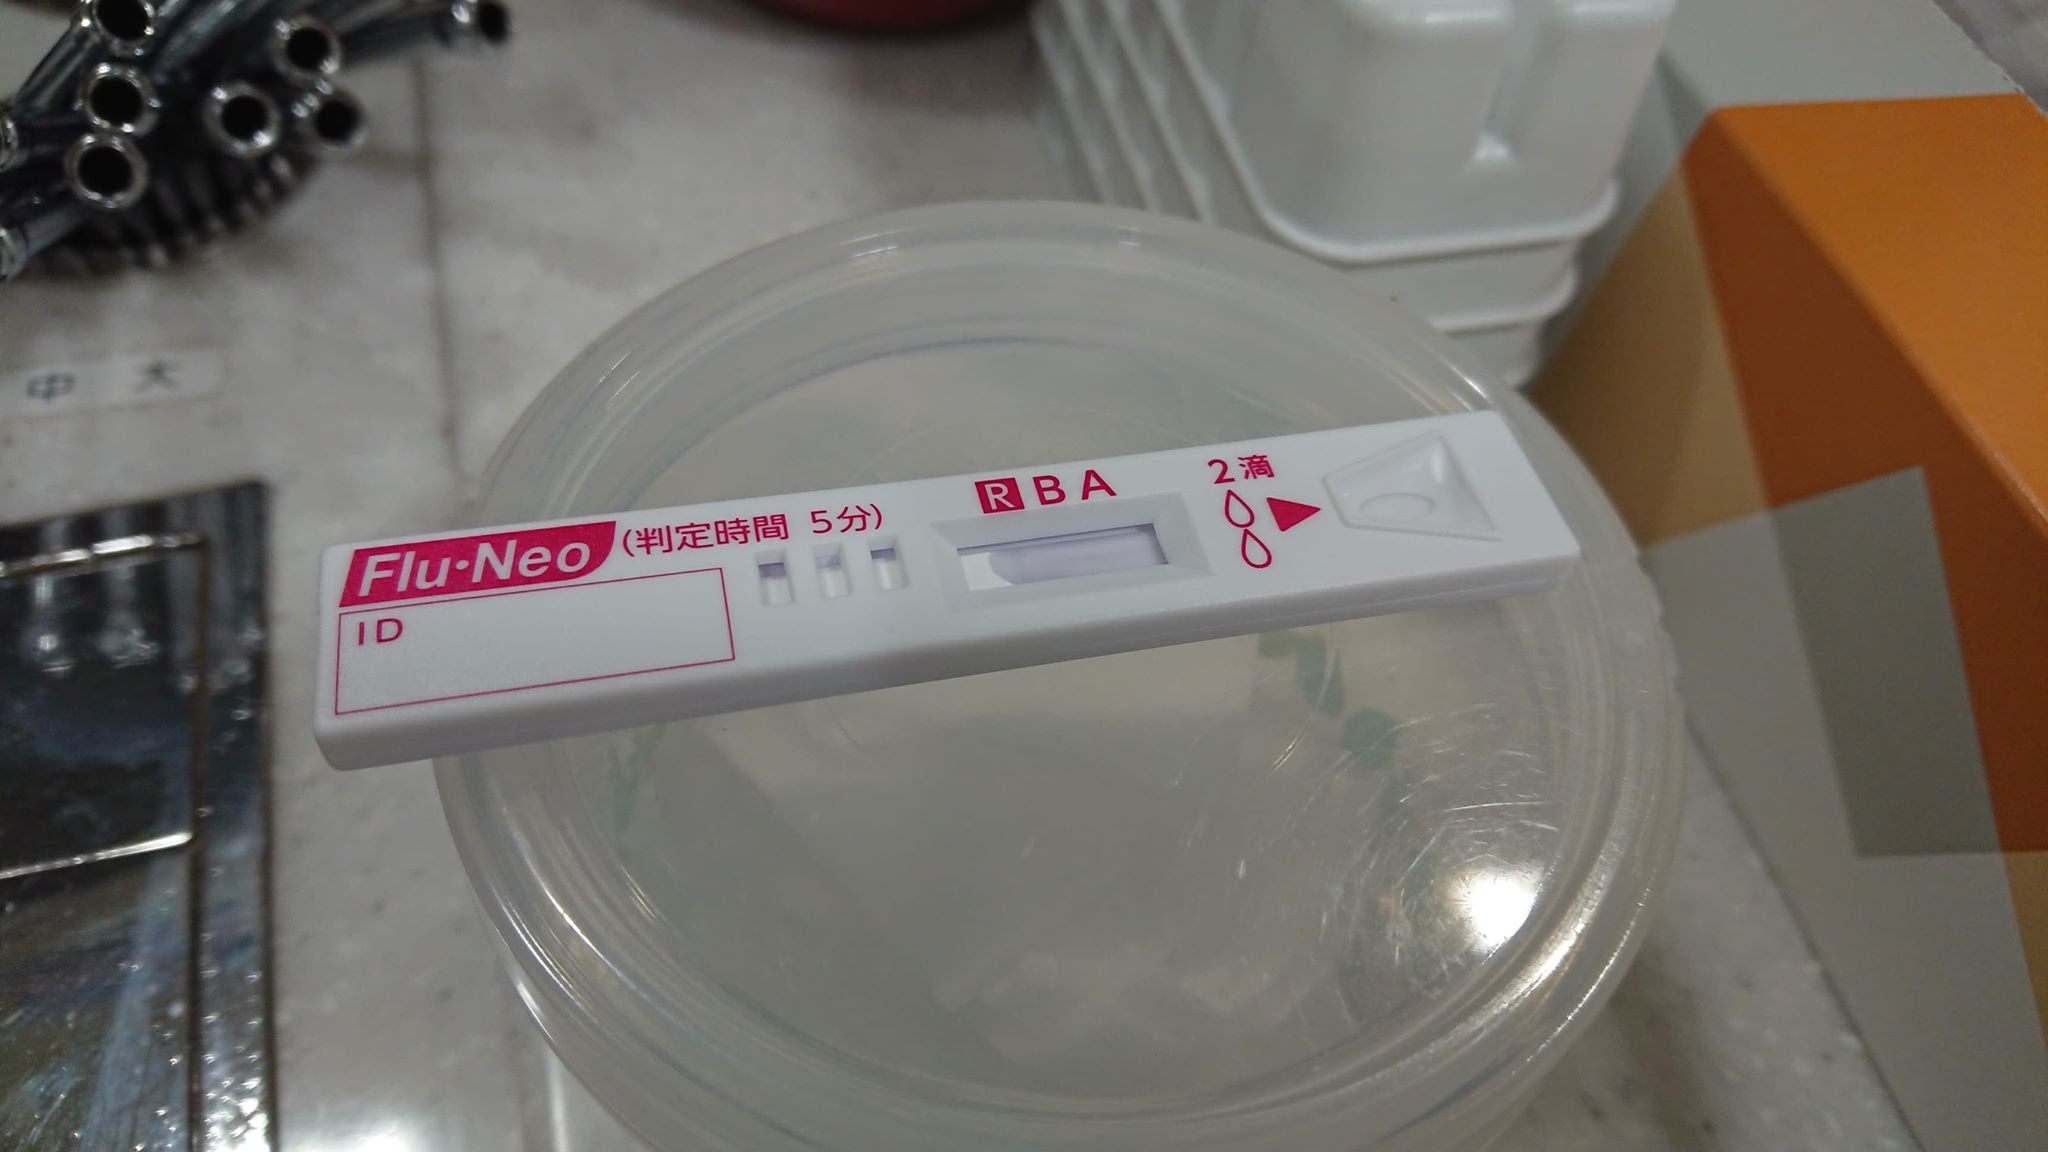 中 大
Flu・Neo (判定時間 5分)
ID
R B A
2滴